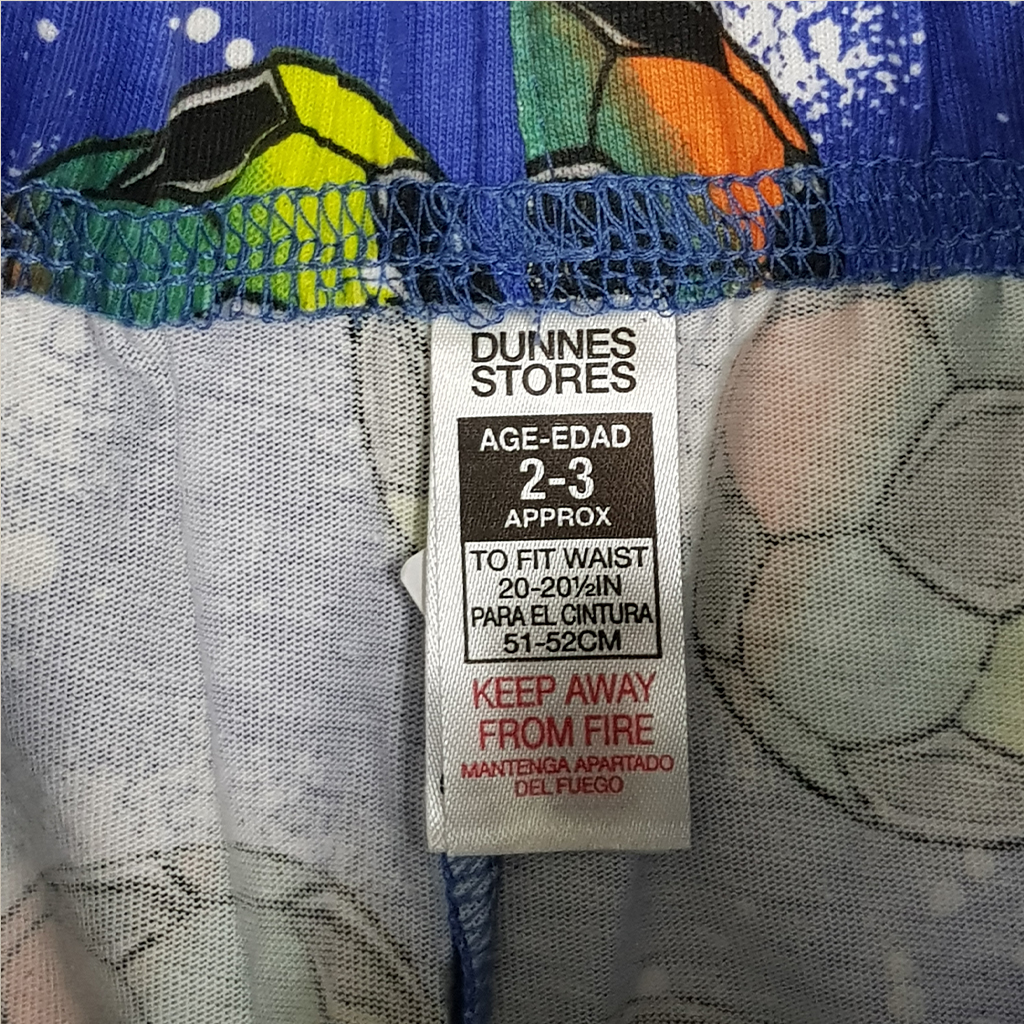 DUNNES
STORES
AGE-EDAD
2-3
APPROX
TO FIT WAIST
20-20½IN
PARA EL CINTURA
51-52CM
KEEP AWAY
FROM FIRE
MANTENGA APARTADO
DEL FUEGO